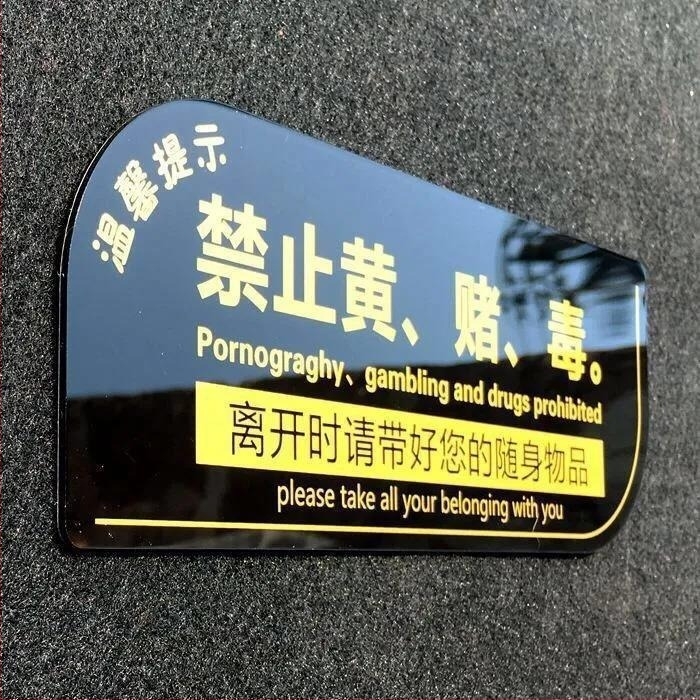 温馨提示
禁止黄、赌、毒。
Pornograghy、gambling and drugs prohibited
离开时请带好您的随身物品
please take all your belonging with you